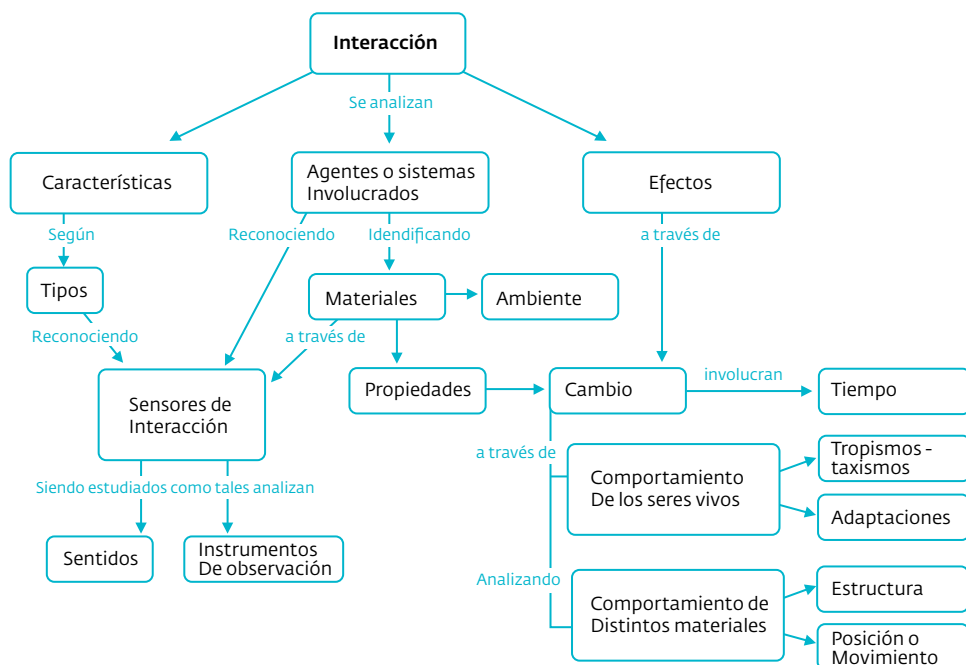 Interacción
Se analizan
Características
Agentes o sistemas
Involucrados
Efectos
Según
Reconociendo
Idendificando
a través de
Tipos
Materiales
Ambiente
Reconociendo
a través de
involucran
Sensores de
Interacción
Propiedades
Cambio
Tiempo
a través de
Comportamiento
De los seres vivos
Tropismos -
taxismos
Adaptaciones
Siendo estudiados como tales analizan
Sentidos
Instrumentos
De observación
Analizando
Comportamiento de
Distintos materiales
Estructura
Posición o
Movimiento